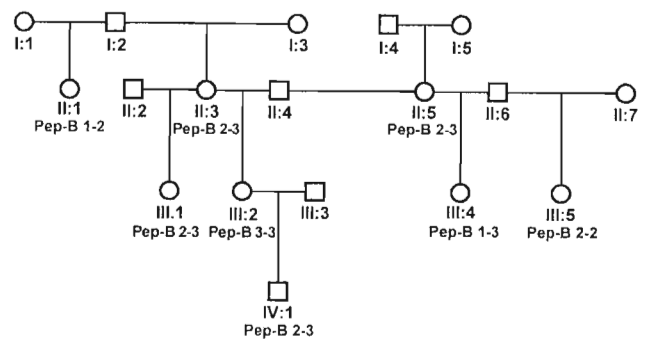 I:1 I:2 I:3 I:4 I:5
II:1 II:2 II:3 II:4 II:5 II:6 II:7
Pep-B 1-2 Pep-B 2-3 Pep-B 2-3
III.1 III:2 III:3 III:4 III:5
Pep-B 2-3 Pep-B 3-3 Pep-B 1-3 Pep-B 2-2
IV:1
Pep-B 2-3